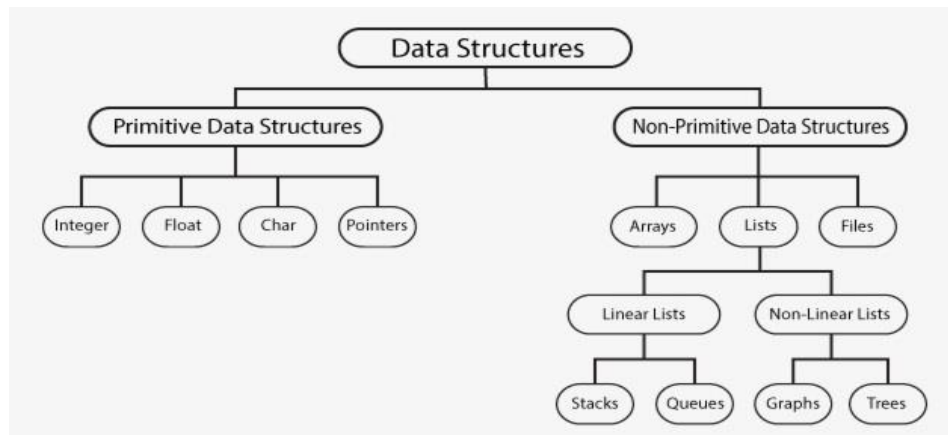 Data Structures
Primitive Data Structures
Non-Primitive Data Structures
Integer
Float
Char
Pointers
Arrays
Lists
Files
Linear Lists
Non-Linear Lists
Stacks
Queues
Graphs
Trees